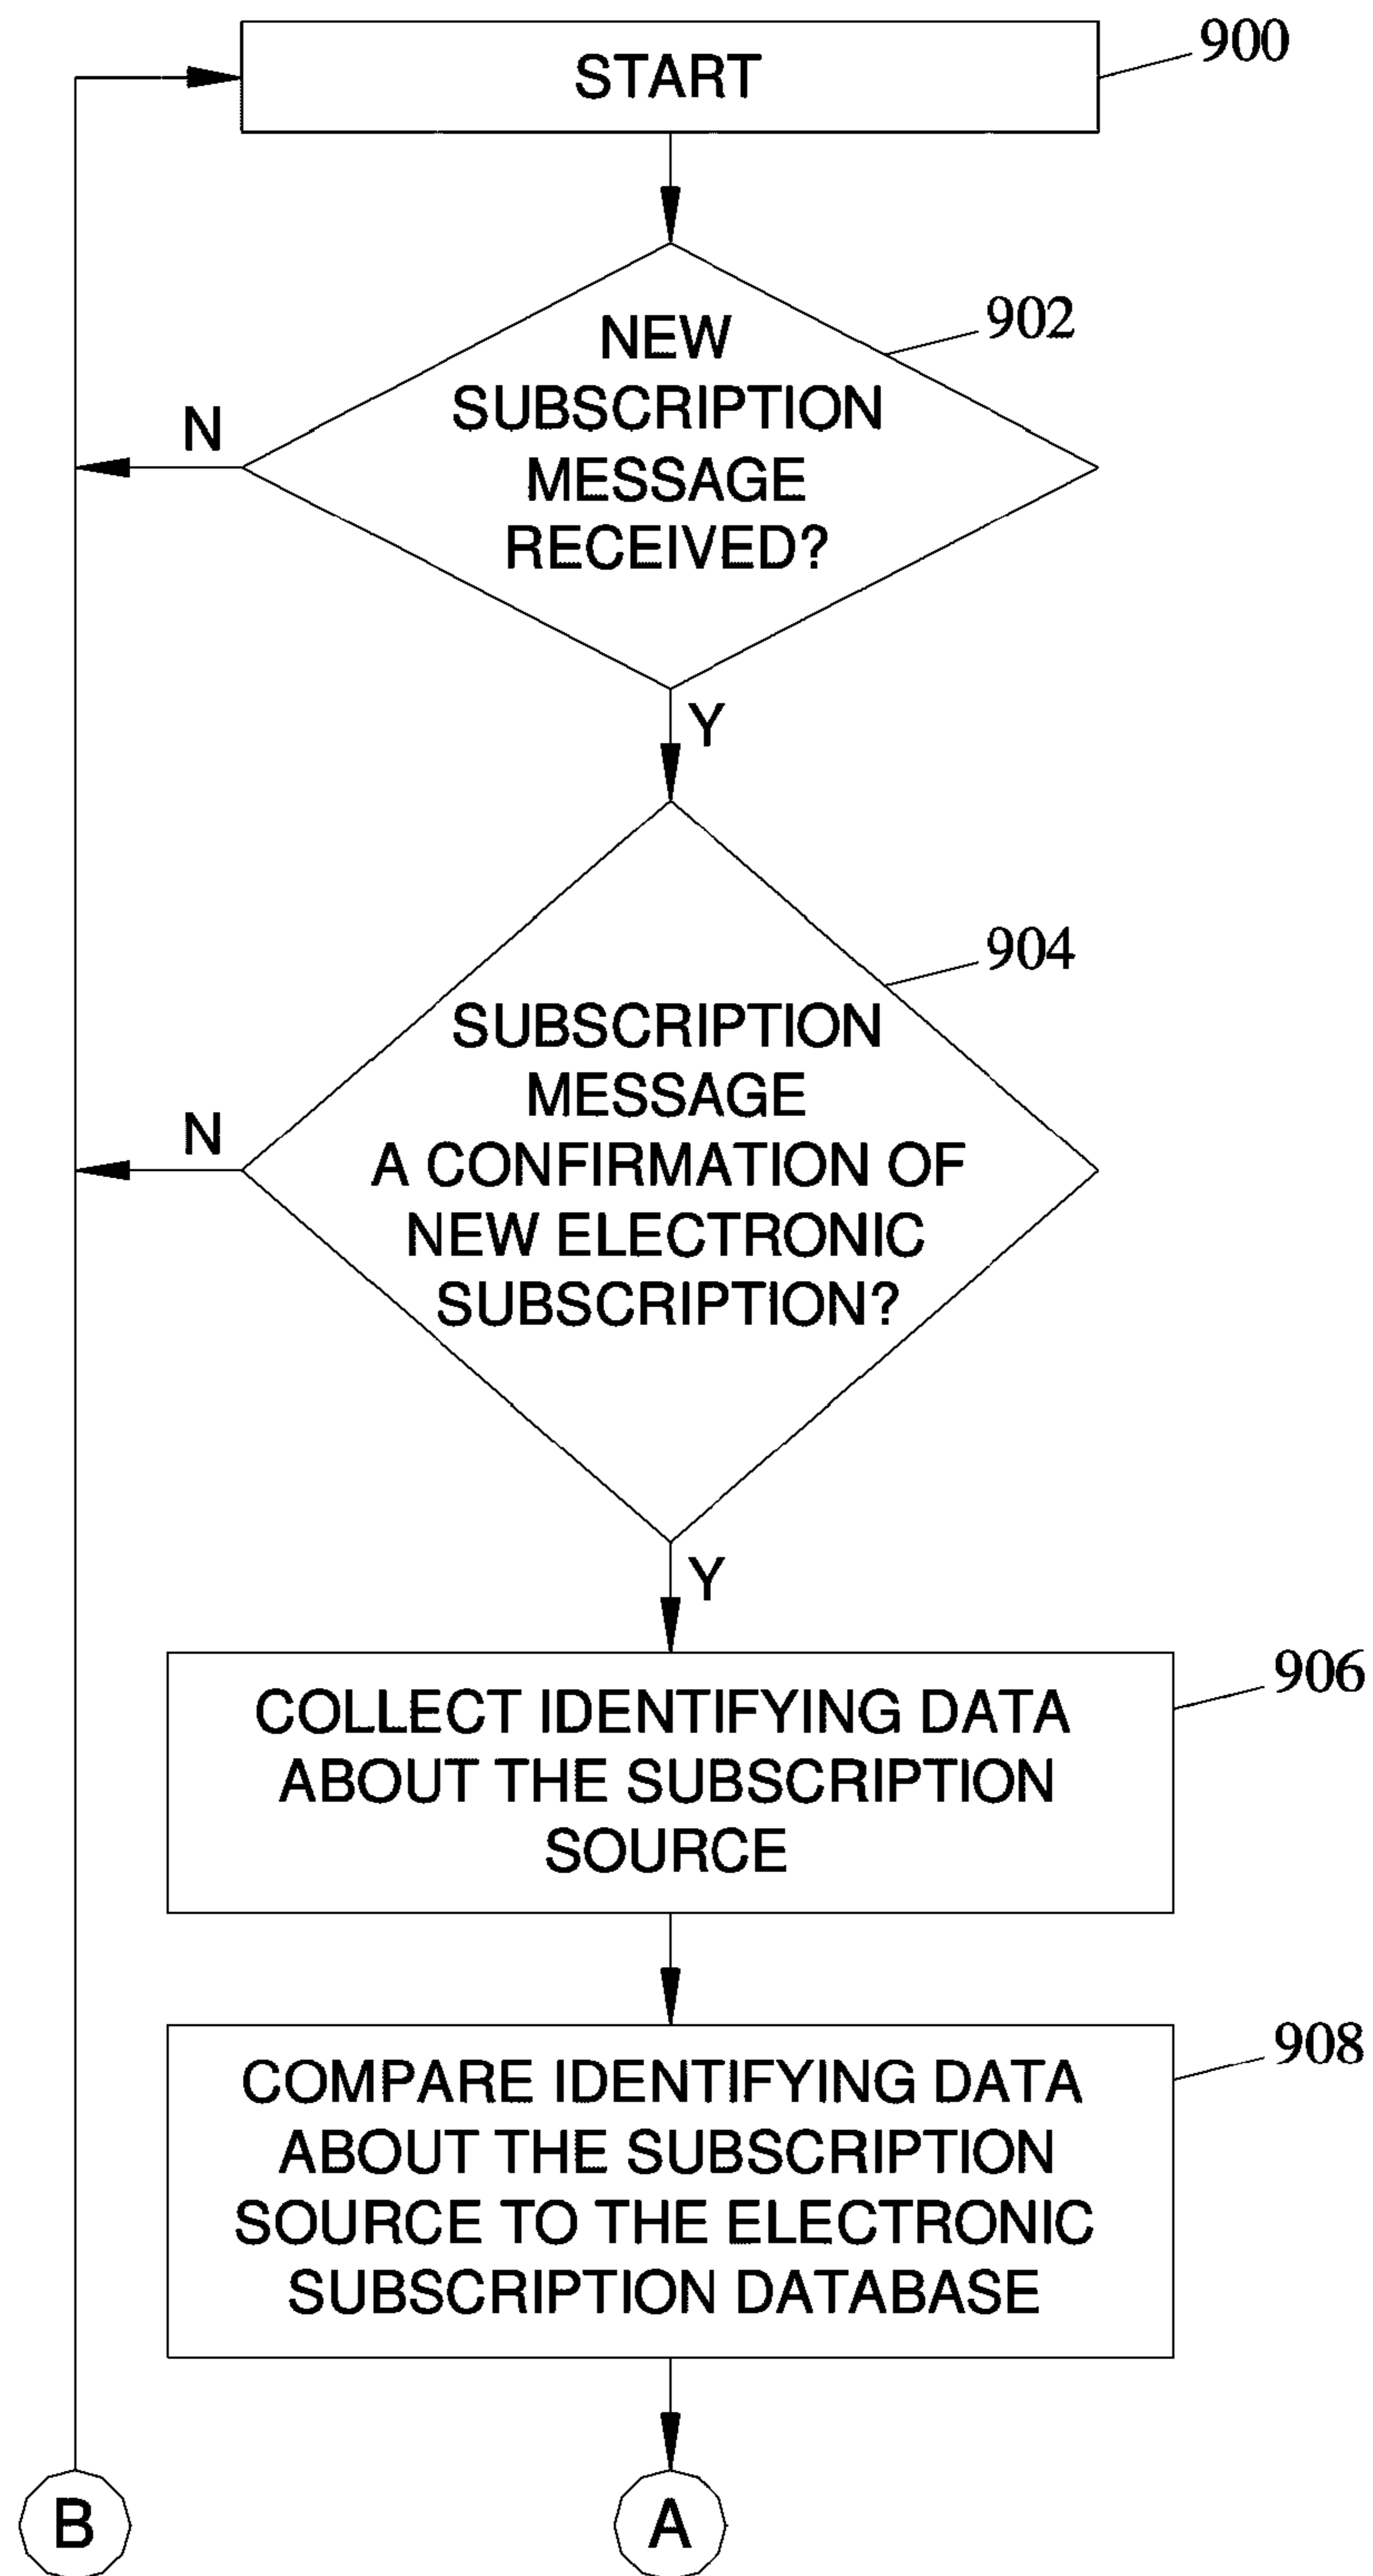 START
900
NEW
SUBSCRIPTION
MESSAGE
RECEIVED?
902
N
Y
SUBSCRIPTION
MESSAGE
A CONFIRMATION OF
NEW ELECTRONIC
SUBSCRIPTION?
904
N
Y
COLLECT IDENTIFYING DATA
ABOUT THE SUBSCRIPTION
SOURCE
906
COMPARE IDENTIFYING DATA
ABOUT THE SUBSCRIPTION
SOURCE TO THE ELECTRONIC
SUBSCRIPTION DATABASE
908
B
A